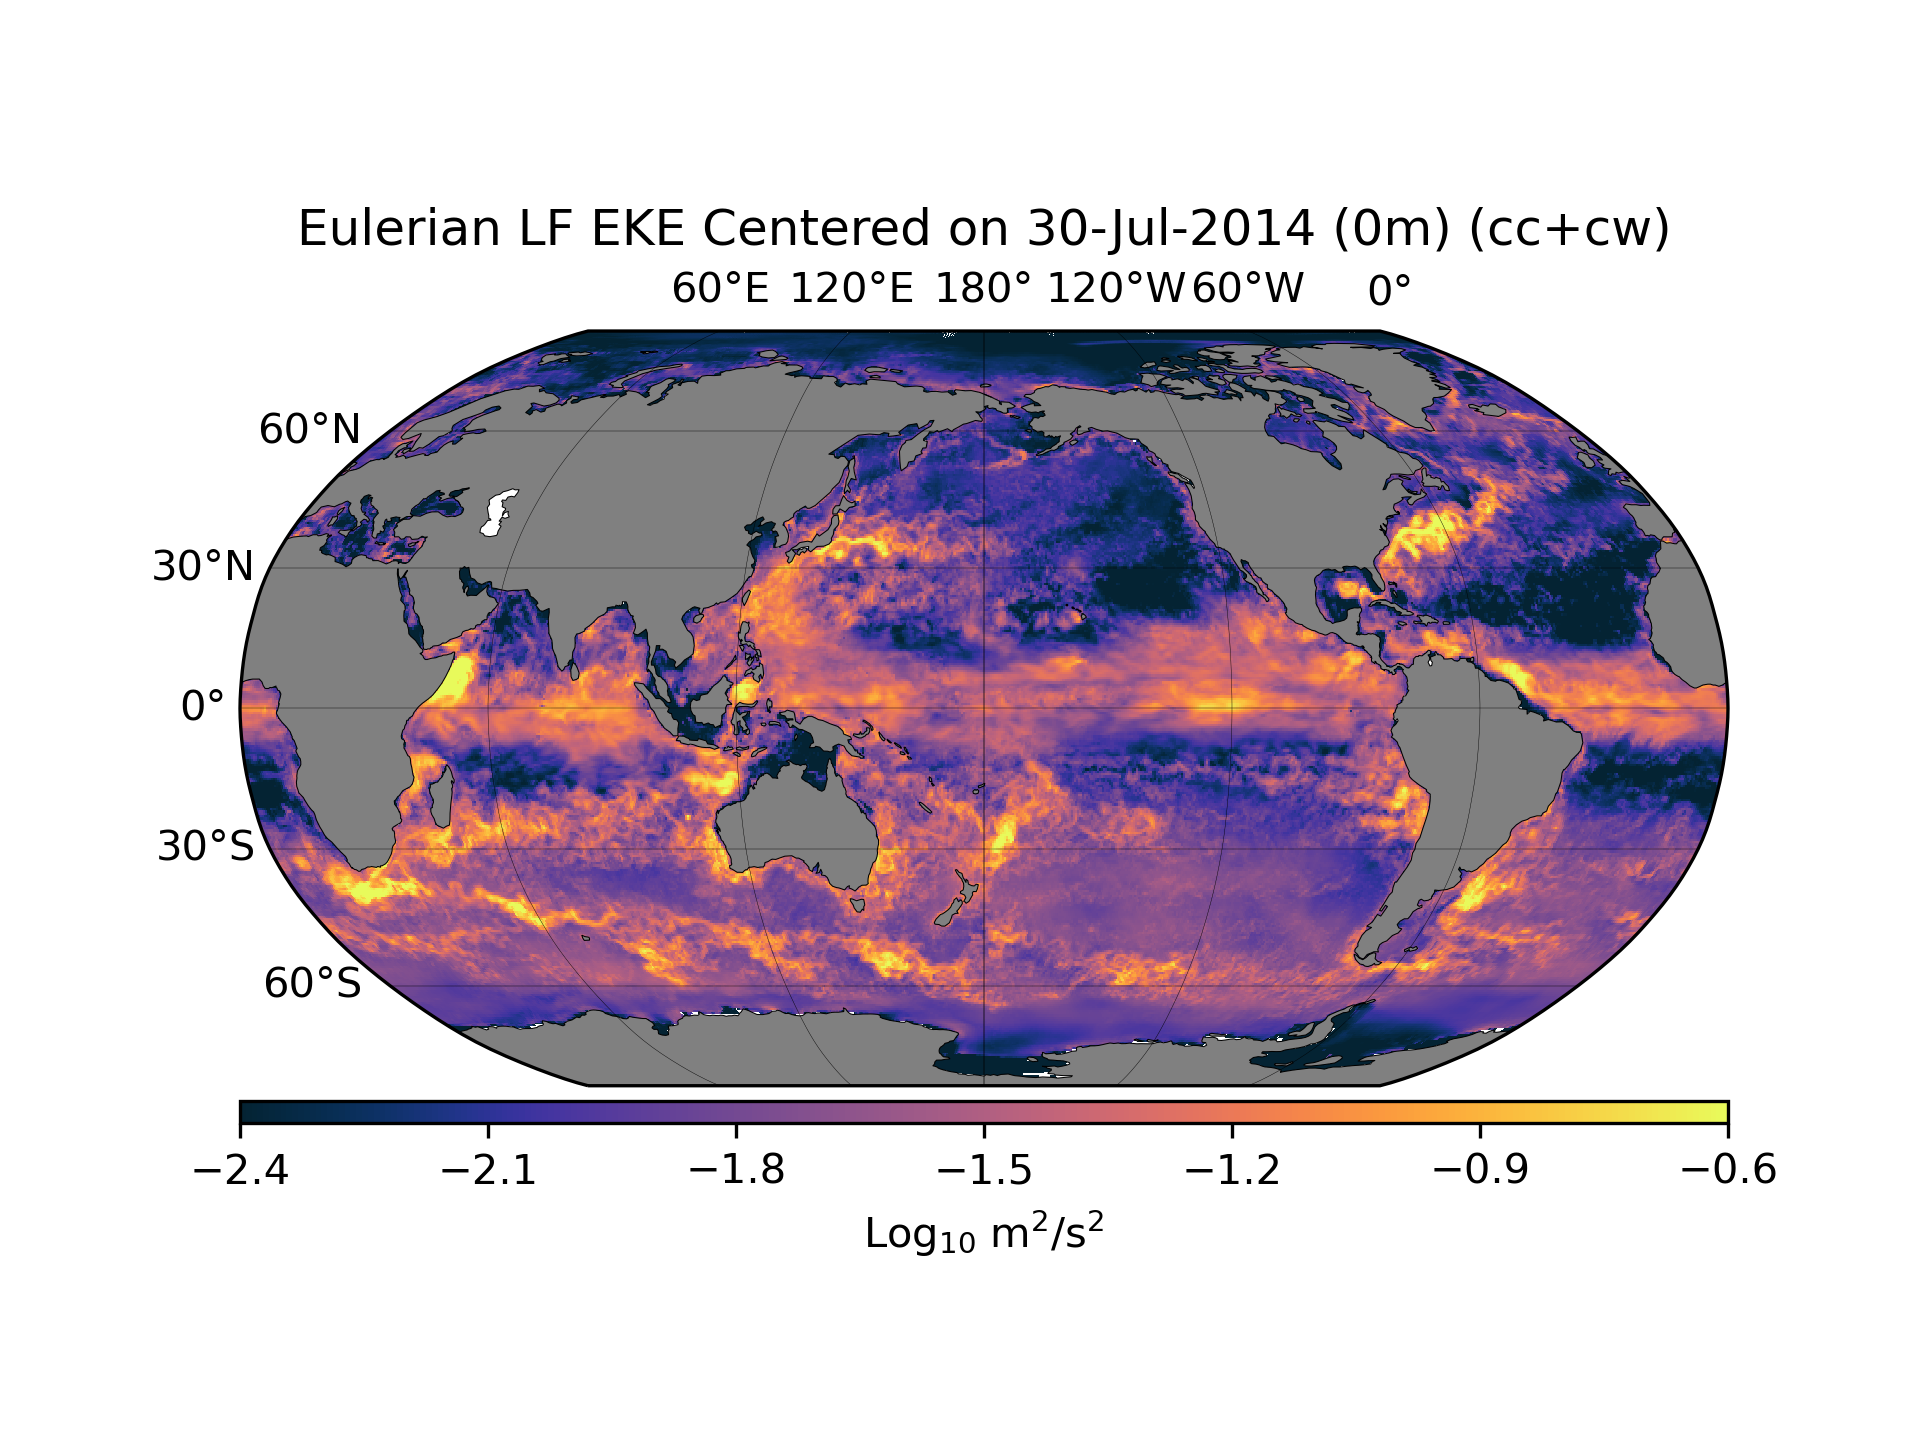 Eulerian LF EKE Centered on 30-Jul-2014 (0m) (cc+cw)
60°E 120°E 180° 120°W 60°W 0°
60°N
30°N
0°
30°S
60°S
−2.4 −2.1 −1.8 −1.5 −1.2 −0.9 −0.6
Log₁₀ m²/s²